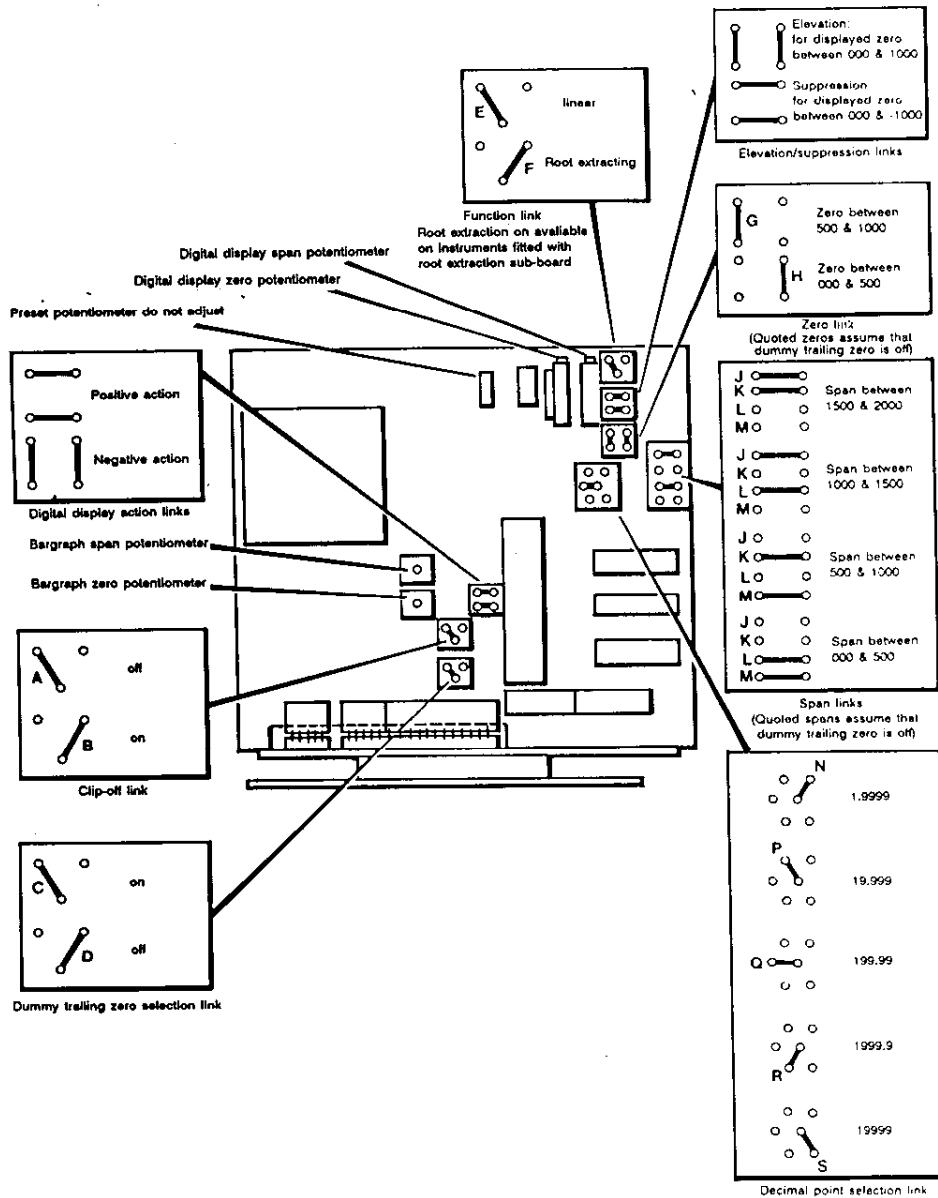 Elevation:
for displayed zero
between 000 & 1000
Suppression
for displayed zero
between 000 & -1000
Elevation/suppression links
E
linear
F
Root extracting
Function link
Root extraction on available
on instruments fitted with
root extraction sub-board
G
Zero between
500 & 1000
H
Zero between
000 & 500
Zero link
(Quoted zeros assume that
dummy trailing zero is off)
Digital display span potentiometer
Digital display zero potentiometer
Preset potentiometer do not adjust
Positive action
Negative action
Digital display action links
Bargraph span potentiometer
Bargraph zero potentiometer
A
off
B
on
Clip-off link
C
on
D
off
Dummy trailing zero selection link
J
K
L
M
Span between
1500 & 2000
J
K
L
M
Span between
1000 & 1500
J
K
L
M
Span between
500 & 1000
J
K
L
M
Span between
000 & 500
Span links
(Quoted spans assume that
dummy trailing zero is off)
N
1.9999
P
19.999
Q
199.99
R
1999.9
S
19999
Decimal point selection link